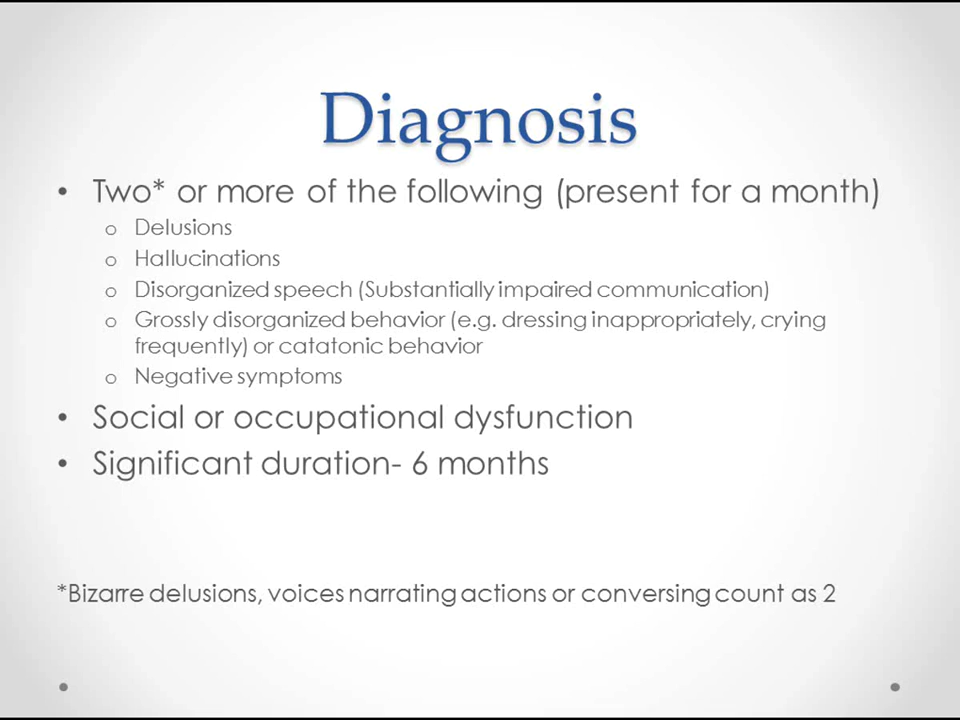 Diagnosis
• Two* or more of the following (present for a month)
o Delusions
o Hallucinations
o Disorganized speech (Substantially impaired communication)
o Grossly disorganized behavior (e.g. dressing inappropriately, crying
frequently) or catatonic behavior
o Negative symptoms
• Social or occupational dysfunction
• Significant duration- 6 months
*Bizarre delusions, voices narrating actions or conversing count as 2